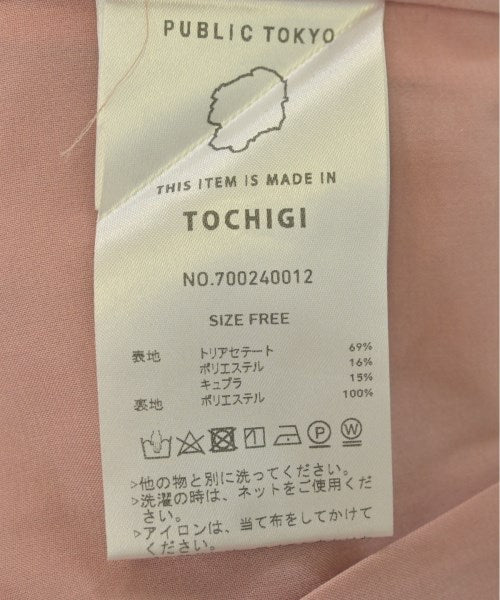 PUBLIC TOKYO
THIS ITEM IS MADE IN
TOCHIGI
NO.700240012
SIZE FREE
表地 トリアセテート 69%
ポリエステル 16%
キュプラ 15%
裏地 ポリエステル 100%
P W
>他の物と別に洗ってください。
>洗濯の時は、ネットをご使用くだ
さい。
>アイロンは、当て布をしてかけて
ください。